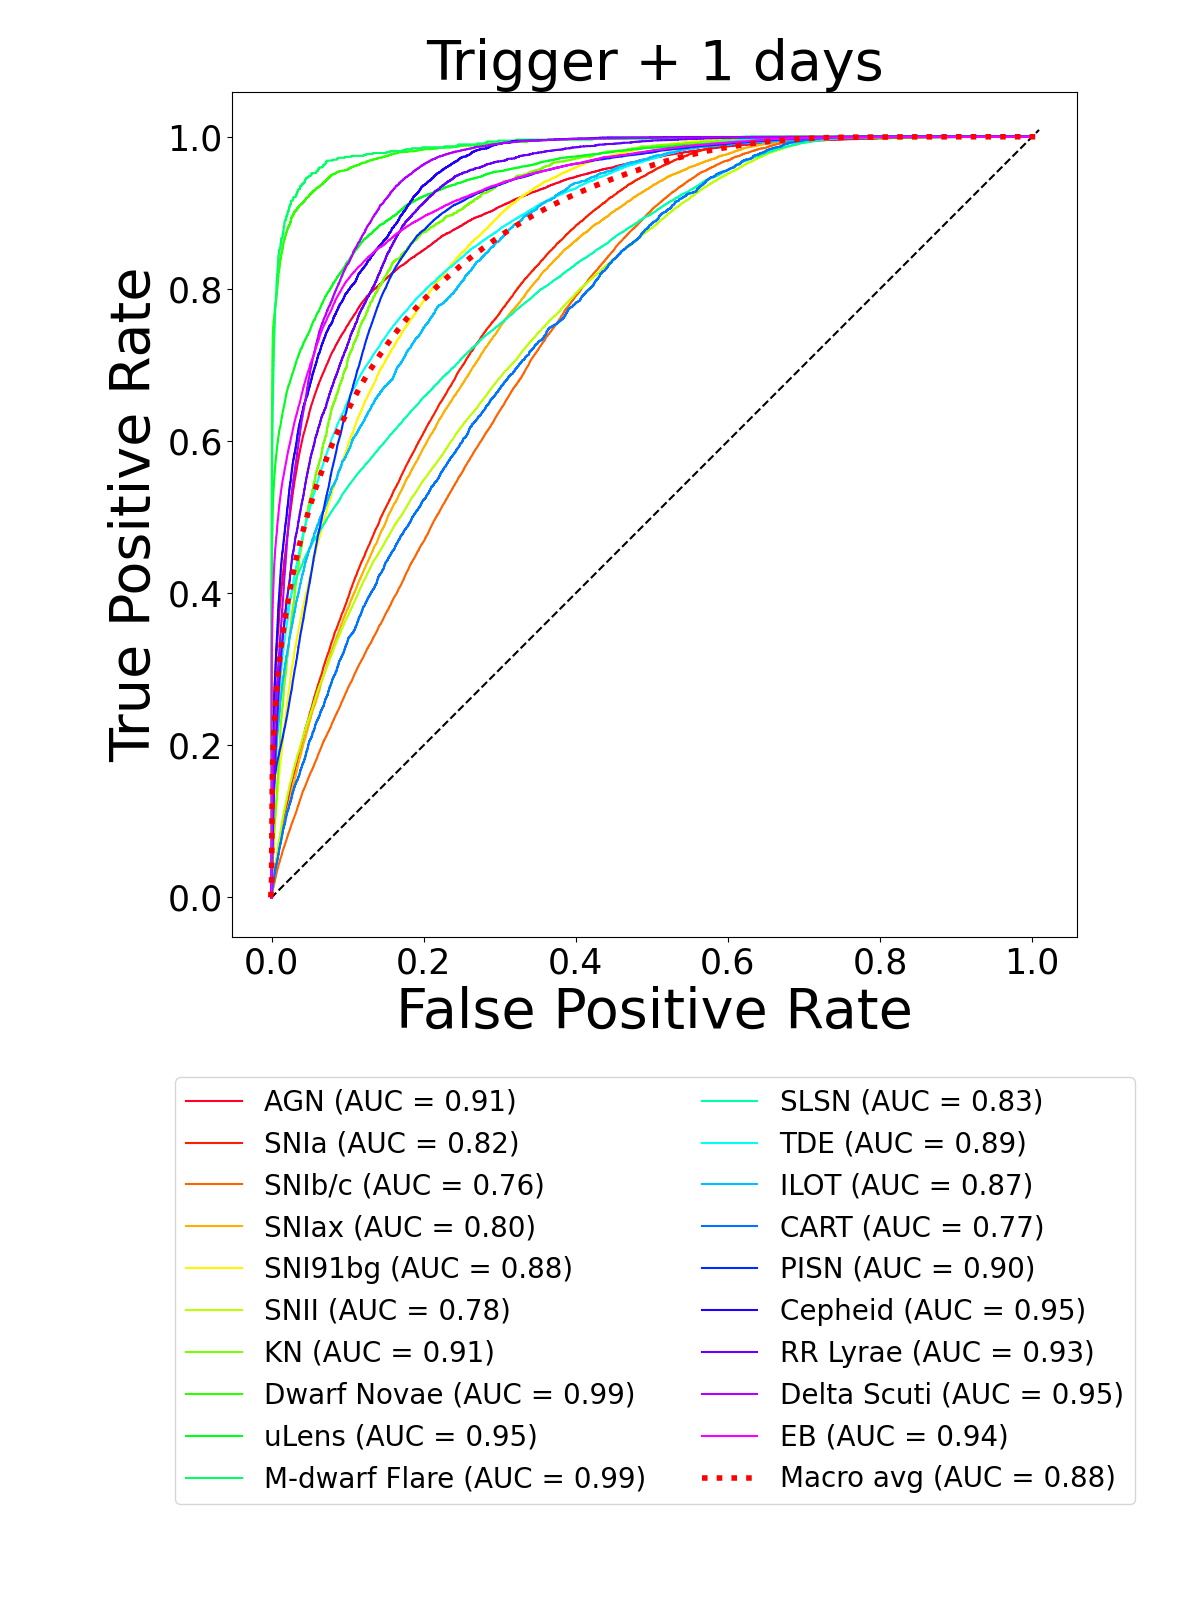 Trigger + 1 days
1.0
0.8
0.6
0.4
0.2
0.0
True Positive Rate
0.0 0.2 0.4 0.6 0.8 1.0
False Positive Rate
AGN (AUC = 0.91)
SNIa (AUC = 0.82)
SNIb/c (AUC = 0.76)
SNIax (AUC = 0.80)
SNI91bg (AUC = 0.88)
SNII (AUC = 0.78)
KN (AUC = 0.91)
Dwarf Novae (AUC = 0.99)
uLens (AUC = 0.95)
M-dwarf Flare (AUC = 0.99)
SLSN (AUC = 0.83)
TDE (AUC = 0.89)
ILOT (AUC = 0.87)
CART (AUC = 0.77)
PISN (AUC = 0.90)
Cepheid (AUC = 0.95)
RR Lyrae (AUC = 0.93)
Delta Scuti (AUC = 0.95)
EB (AUC = 0.94)
Macro avg (AUC = 0.88)